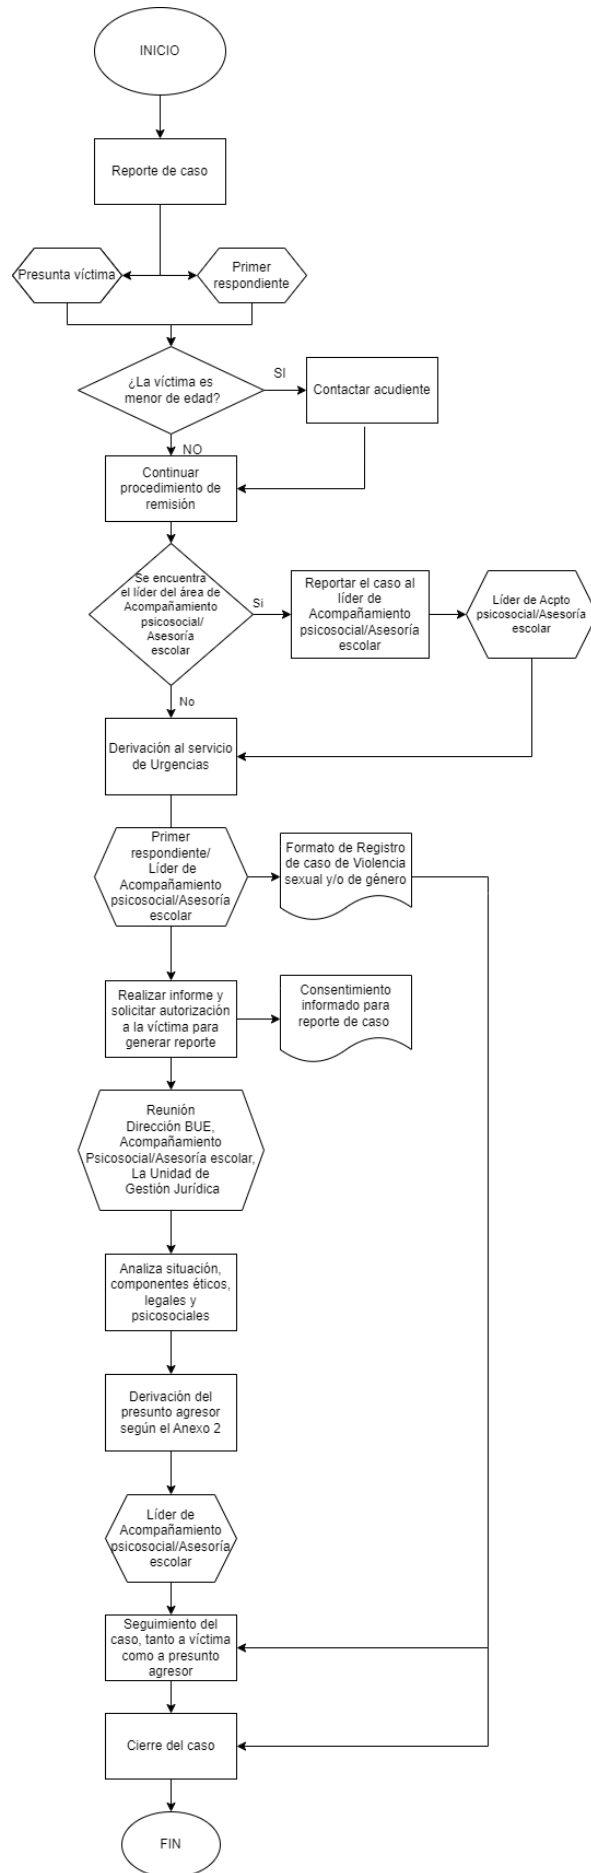 INICIO
Reporte de caso
Presunta víctima
Primer
respondiente
¿La víctima es
menor de edad?
SI
Contactar acudiente
NO
Continuar
procedimiento de
remisión
Se encuentra
el líder del área de
Acompañamiento
psicosocial/
Asesoría
escolar
Si
Reportar el caso al
líder de
Acompañamiento
psicosocial/Asesoría
escolar
Líder de Acpto
psicosocial/Asesoría
escolar
No
Derivación al servicio
de Urgencias
Primer
respondiente/
Líder de
Acompañamiento
psicosocial/Asesoría
escolar
Formato de Registro
de caso de Violencia
sexual y/o de género
Realizar informe y
solicitar autorización
a la víctima para
generar reporte
Consentimiento
informado para
reporte de caso
Reunión
Dirección BUE,
Acompañamiento
Psicosocial/Asesoría escolar,
La Unidad de
Gestión Jurídica
Analiza situación,
componentes éticos,
legales y
psicosociales
Derivación del
presunto agresor
según el Anexo 2
Líder de
Acompañamiento
psicosocial/Asesoría
escolar
Seguimiento del
caso, tanto a víctima
como a presunto
agresor
Cierre del caso
FIN